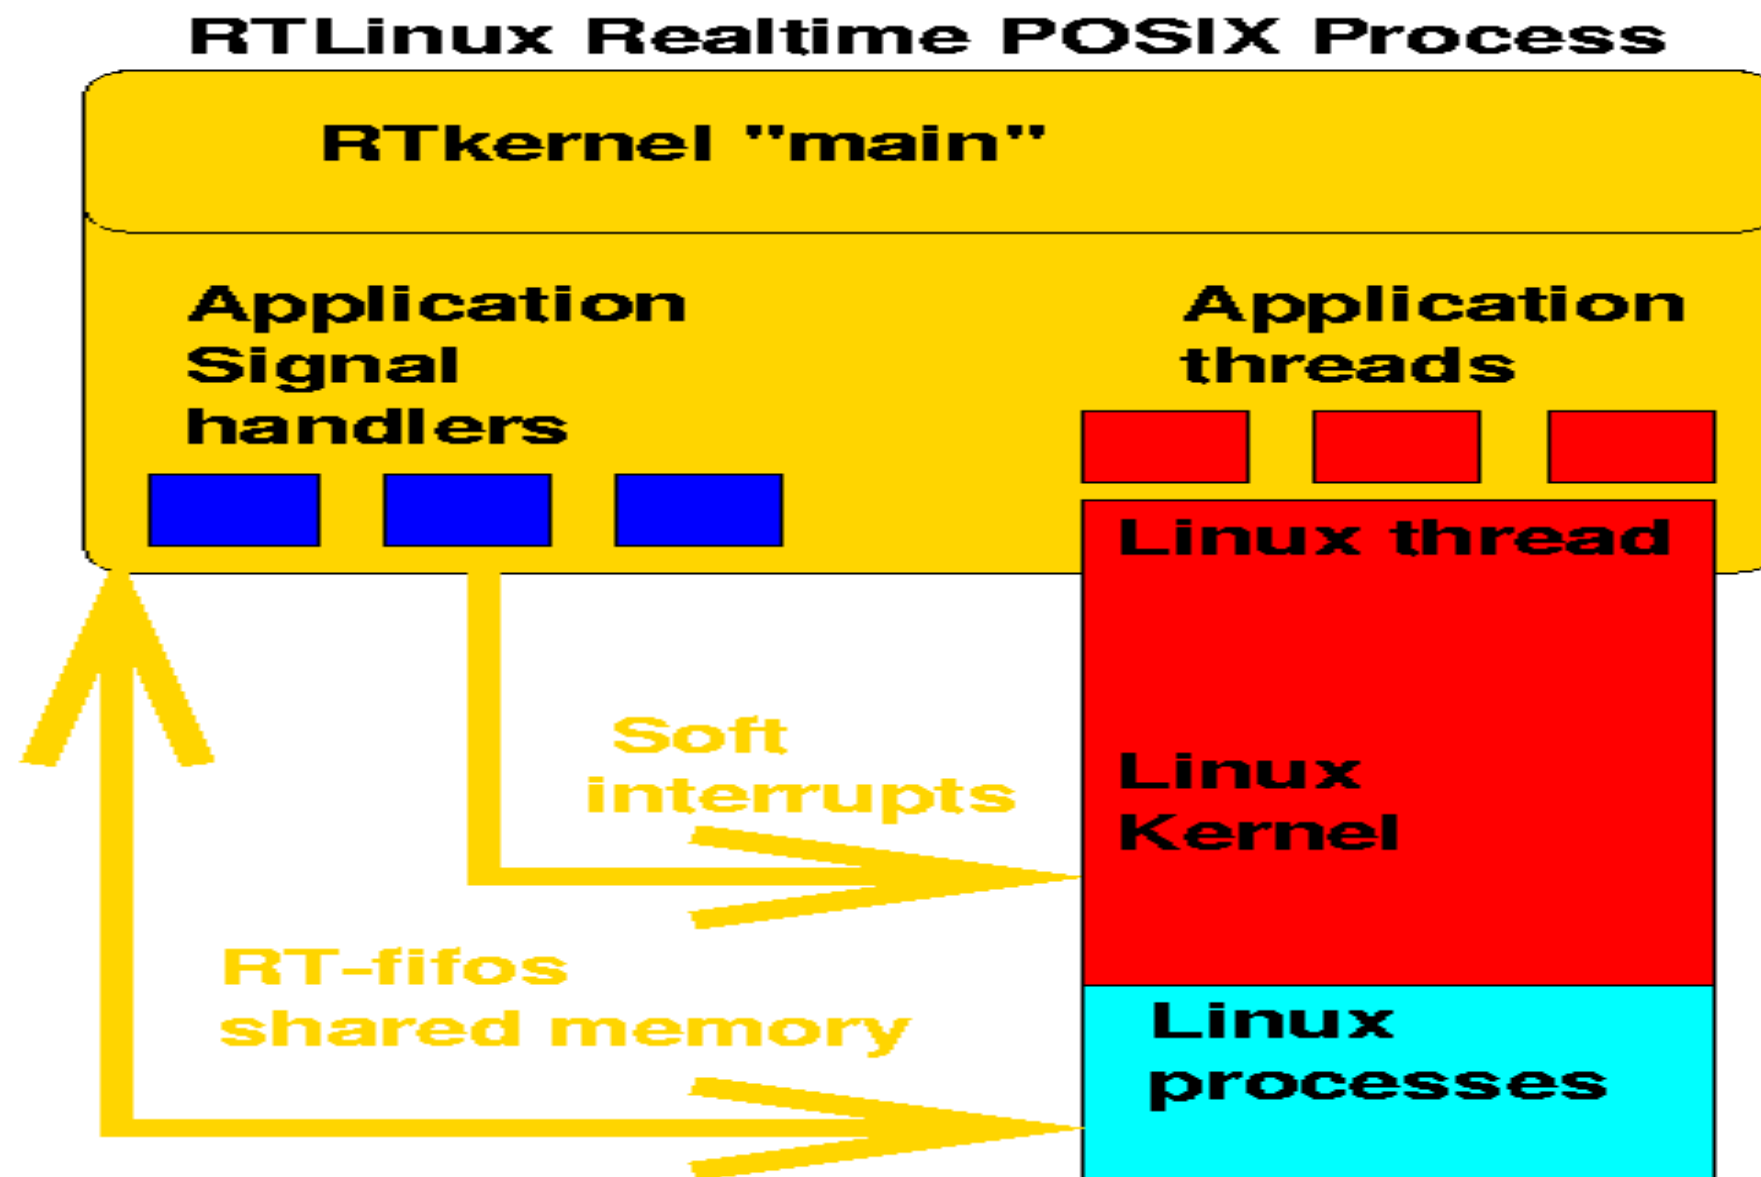 RTLinux Realtime POSIX Process
RTkernel "main"
Application
Signal
handlers
Application
threads
Linux thread
Soft
interrupts
Linux
Kernel
RT-fifos
shared memory
Linux
processes